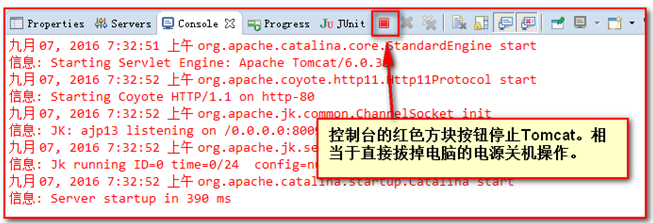 Properties Servers Console Progress JUnit
九月 07, 2016 7:32:51 上午 org.apache.catalina.core.StandardEngine start
信息: Starting Servlet Engine: Apache Tomcat/6.0.3
九月 07, 2016 7:32:52 上午 org.apache.coyote.http11.Http11Protocol start
信息: Starting Coyote HTTP/1.1 on http-80
九月 07, 2016 7:32:52 上午 org.apache.jk.common.ChannelSocket init
信息: JK: ajp13 listening on /0.0.0.0:8009
九月 07, 2016 7:32:52 上午 org.apache.jk.se
信息: Jk running ID=0 time=0/24 config=nu
九月 07, 2016 7:32:52 上午 org.apache.catalina.startup.Catalina start
信息: Server startup in 390 ms
控制台的红色方块按钮停止Tomcat。相
当于直接拔掉电脑的电源关机操作。